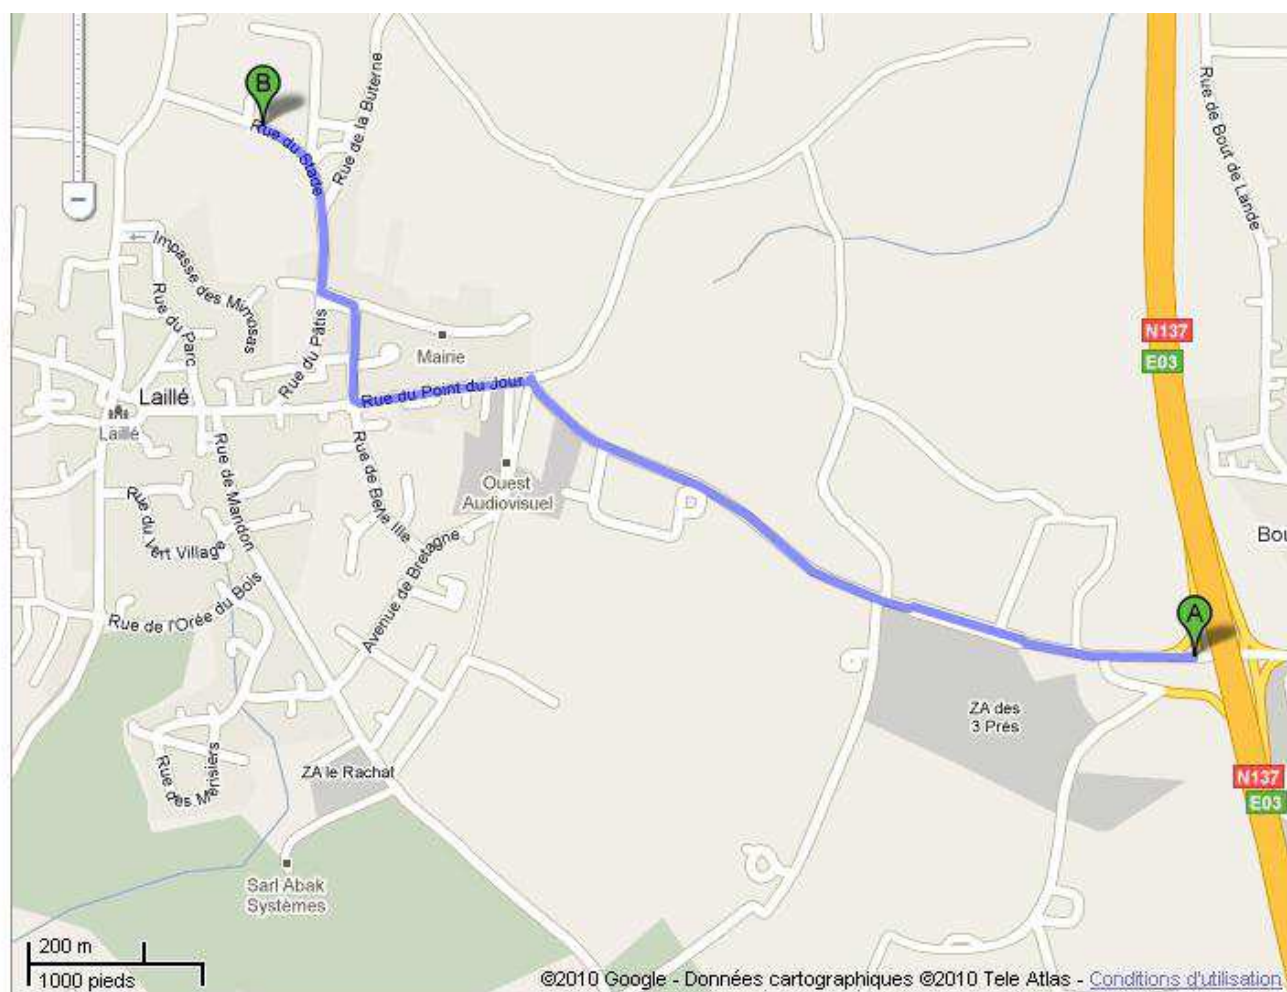 B
Rue du Stade
Rue de la Buterne
Rue de Bout de Lande
Impasse des Mimosas
Rue du Parc
Rue du Pâtis
Mairie
N137
E03
Laillé
Laillé
Rue du Point du Jour
Rue de Mandon
Rue de Belle Ille
Ouest
Audiovisuel
Rue du Vert Village
Avenue de Bretagne
Bou
Rue de l'Orée du Bois
A
ZA des
3 Prés
Rue des Merisiers
ZA le Rachat
N137
E03
Sarl Abak
Systèmes
200 m
1000 pieds
©2010 Google - Données cartographiques ©2010 Tele Atlas - Conditions d'utilisation